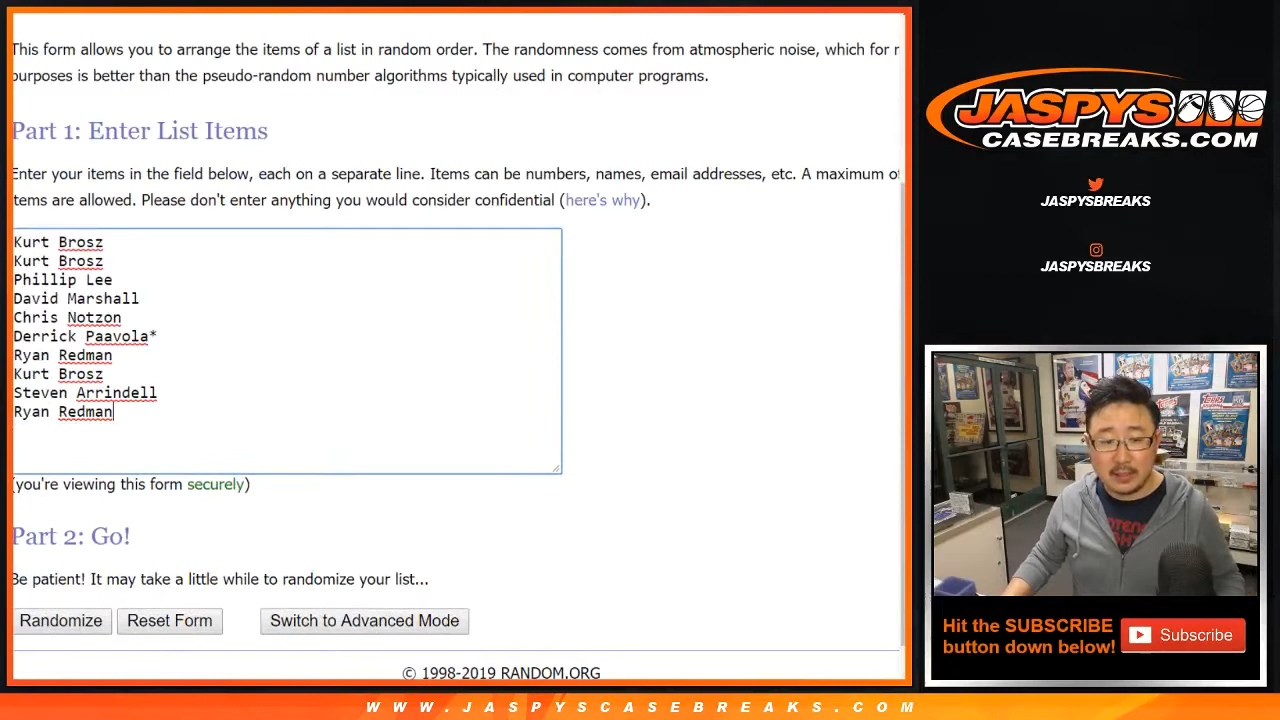 This form allows you to arrange the items of a list in random order. The randomness comes from atmospheric noise, which for
purposes is better than the pseudo-random number algorithms typically used in computer programs.
Part 1: Enter List Items
Enter your items in the field below, each on a separate line. Items can be numbers, names, email addresses, etc. A maximum
tems are allowed. Please don't enter anything you would consider confidential (here's why).
Kurt Brosz
Kurt Brosz
Phillip Lee
David Marshall
Chris Notzon
Derrick Paavola*
Ryan Redman
Kurt Brosz
Steven Arrindell
Ryan Redman
(you're viewing this form securely)
Part 2: Go!
Be patient! It may take a little while to randomize your list...
Randomize Reset Form Switch to Advanced Mode
© 1998-2019 RANDOM.ORG
JASPYS
CASEBREAKS.COM
JASPYSBREAKS
JASPYSBREAKS
Hit the SUBSCRIBE
button down below!
Subscribe
WWW.JASPYSCASEBREAKS.COM